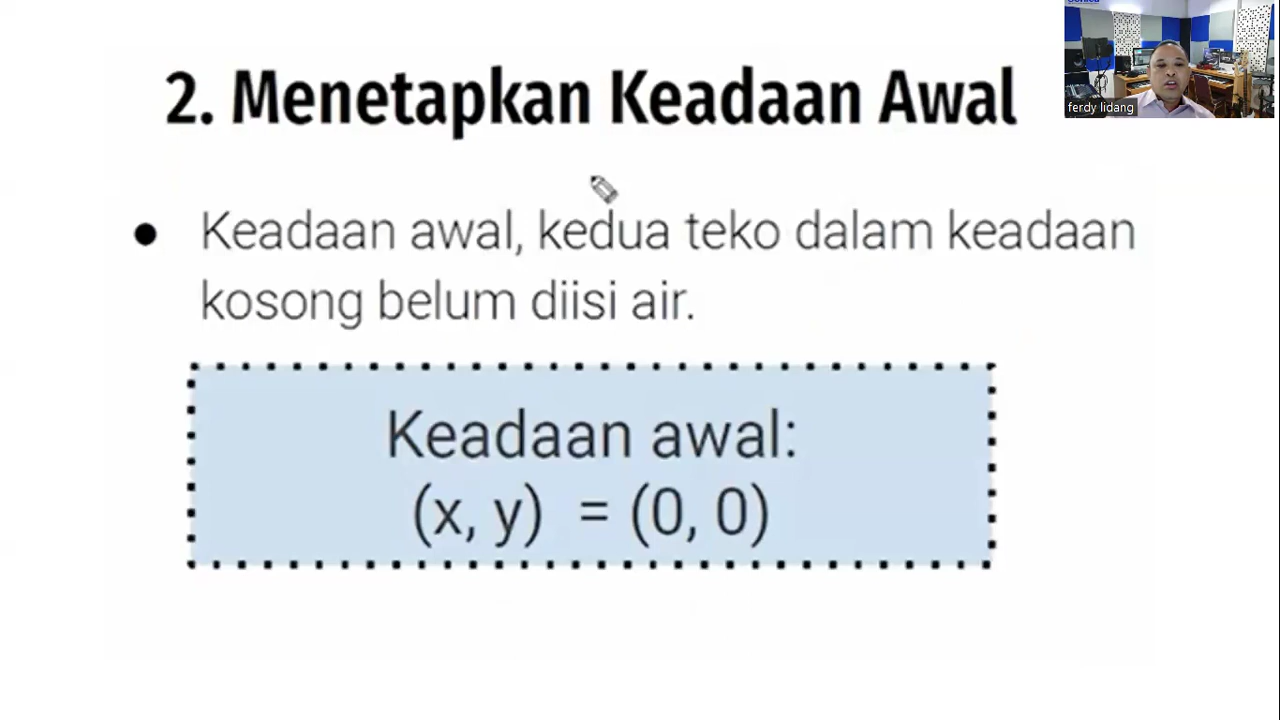 2. Menetapkan Keadaan Awal
ferdy lidang
● Keadaan awal, kedua teko dalam keadaan
kosong belum diisi air.
Keadaan awal:
(x, y) = (0, 0)